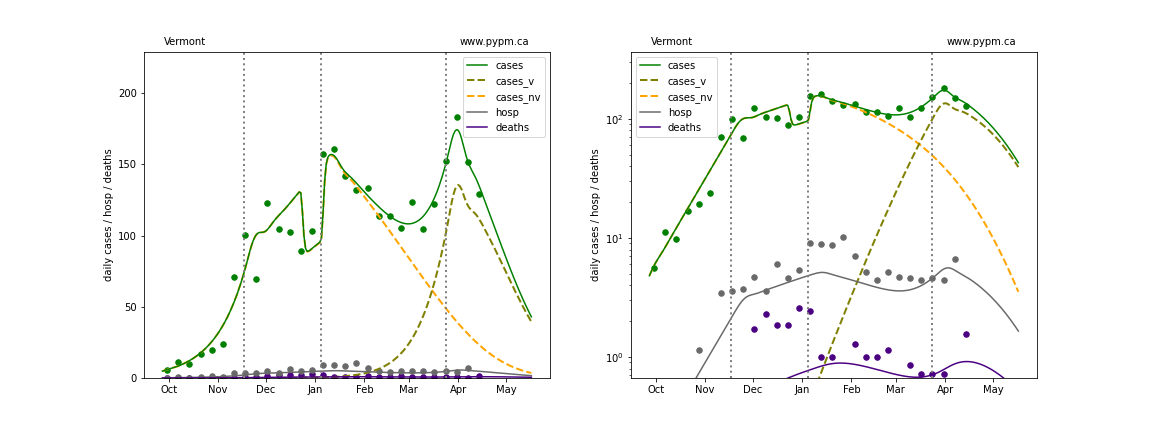 Vermont
www.pypm.ca
daily cases / hosp / deaths
200
150
100
50
0
Oct
Nov
Dec
Jan
Feb
Mar
Apr
May
cases
cases_v
cases_nv
hosp
deaths
Vermont
www.pypm.ca
daily cases / hosp / deaths
10²
10¹
10⁰
Oct
Nov
Dec
Jan
Feb
Mar
Apr
May
cases
cases_v
cases_nv
hosp
deaths